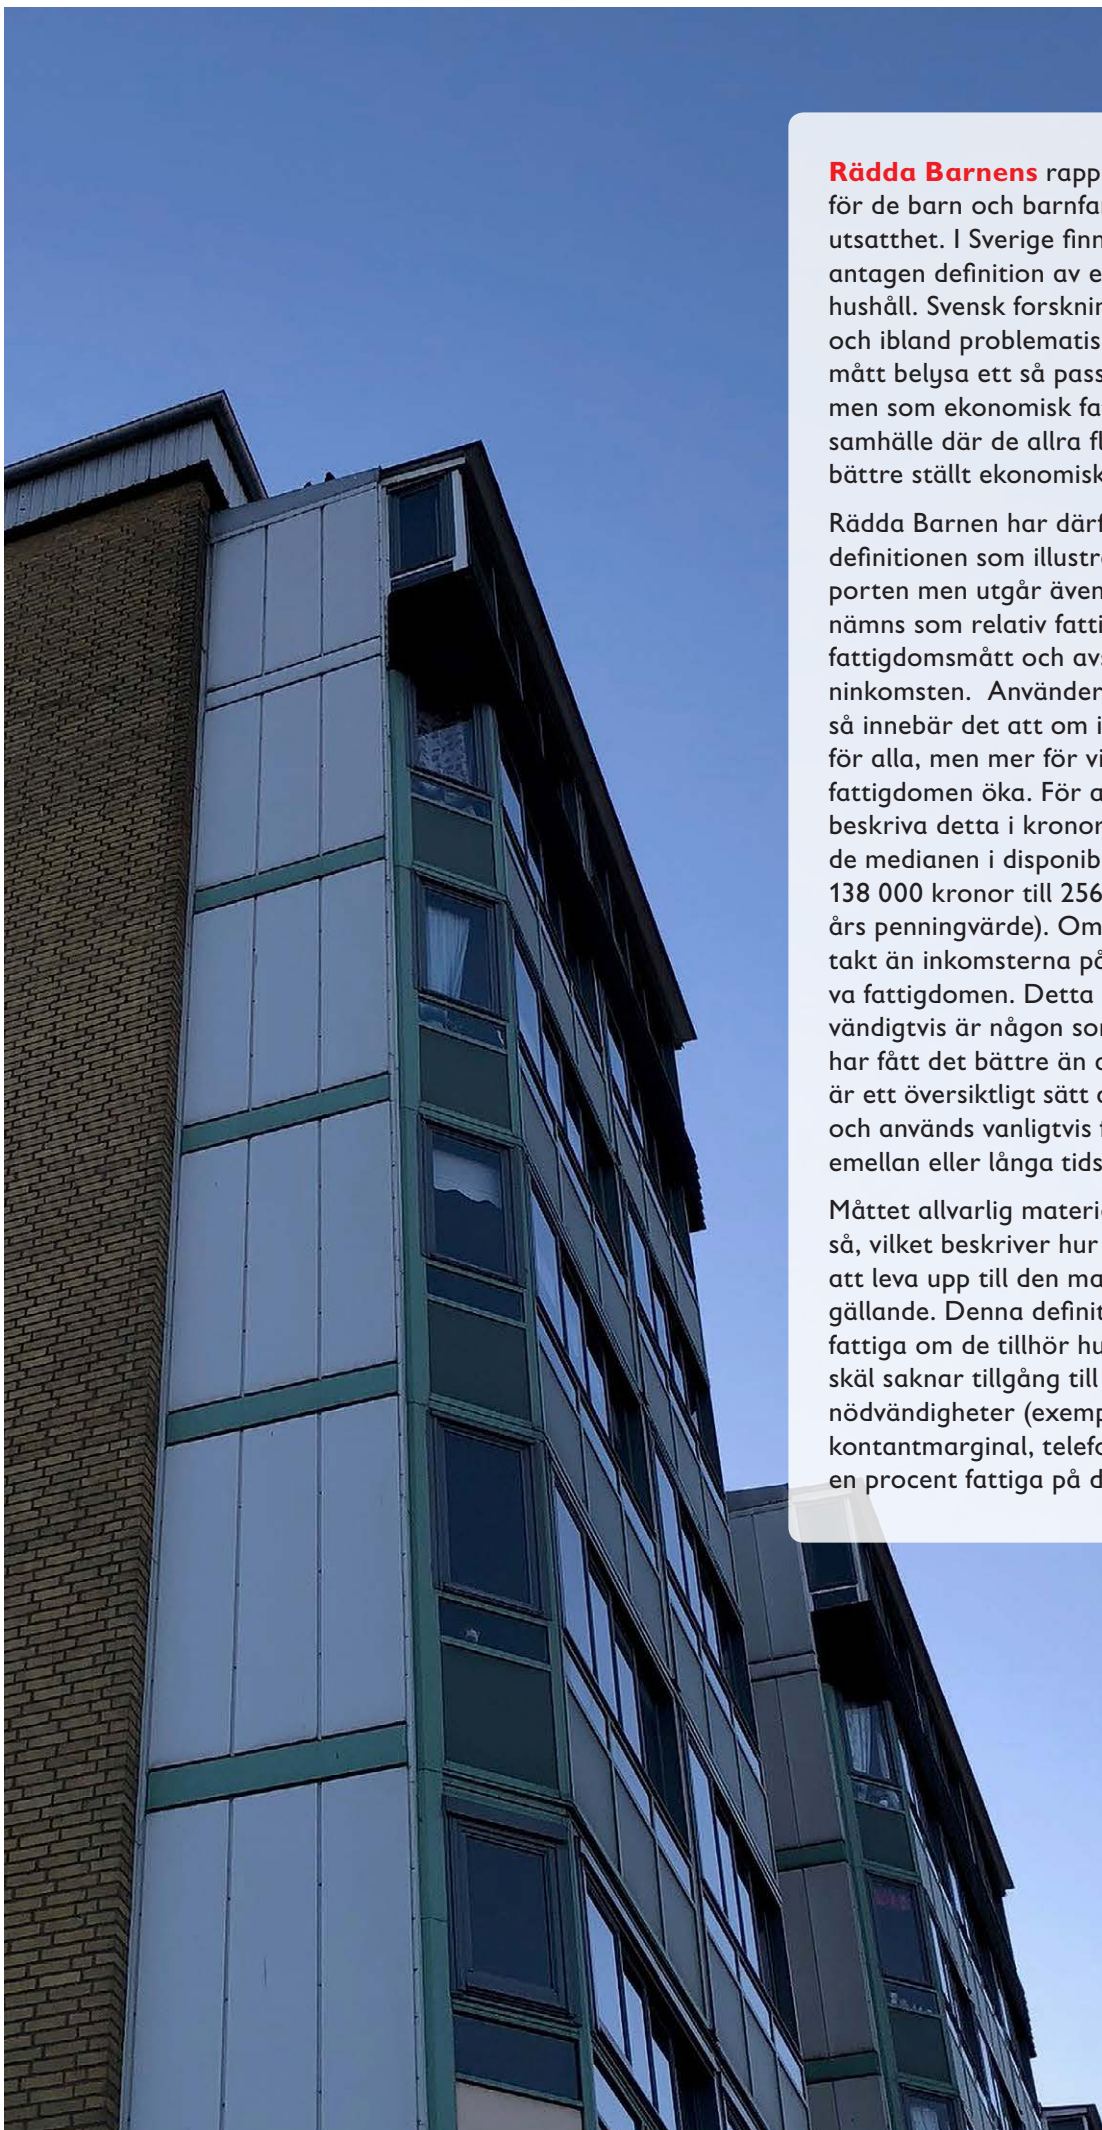 Rädda Barnens rapp
för de barn och barnfa
utsatthet. I Sverige finn
antagen definition av e
hushåll. Svensk forsknin
och ibland problematis
mått belysa ett så pass
men som ekonomisk fa
samhälle där de allra fl
bättre ställt ekonomisk
Rädda Barnen har därf
definitionen som illustr
porten men utgår även
nämns som relativ fatti
fattigdomsmått och avs
ninkomsten. Använder
så innebär det att om i
för alla, men mer för vi
fattigdomen öka. För a
beskriva detta i kronor
de medianen i disponib
138 000 kronor till 256
års penningvärde). Om
takt än inkomsterna på
va fattigdomen. Detta
vändigtvis är någon som
har fått det bättre än
är ett översiktligt sätt
och används vanligtvis
emellan eller långa tids
Måttet allvarlig materi
så, vilket beskriver hur
att leva upp till den ma
gällande. Denna definit
fattiga om de tillhör hu
skäl saknar tillgång till
nödvändigheter (exemp
kontantmarginal, telefo
en procent fattiga på d